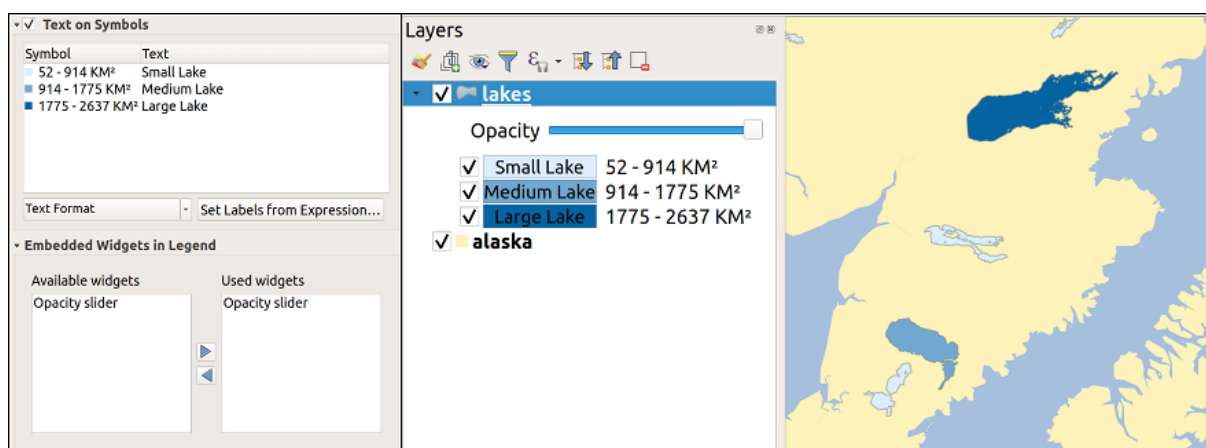 Text on Symbols
Symbol Text
52 - 914 KM² Small Lake
914 - 1775 KM² Medium Lake
1775 - 2637 KM² Large Lake
Text Format
Set Labels from Expression...
Embedded Widgets in Legend
Available widgets
Opacity slider
Used widgets
Opacity slider
Layers
lakes
Opacity
Small Lake 52 - 914 KM²
Medium Lake 914 - 1775 KM²
Large Lake 1775 - 2637 KM²
alaska